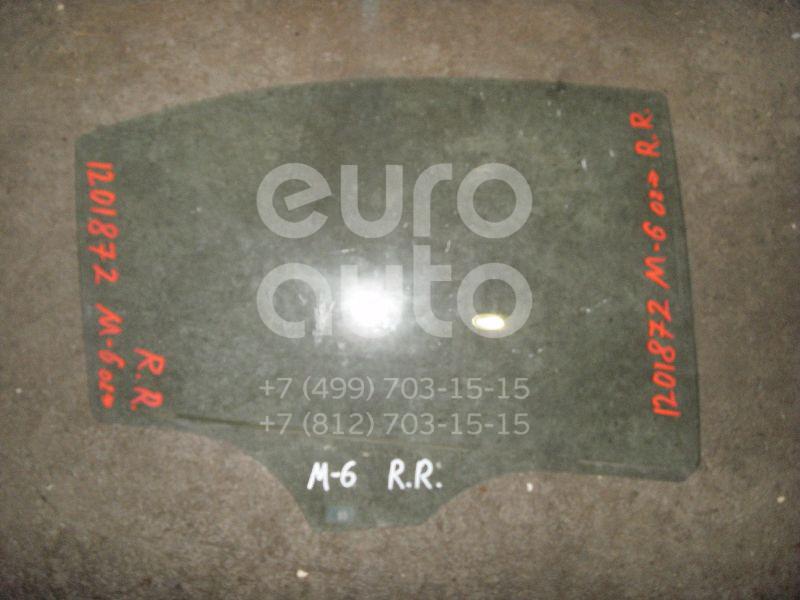 1201872 M-6 02→
R.R.
euro
auto
+7 (499) 703-15-15
+7 (812) 703-15-15
M-6 R.R.
1201872 M-6 02→ R.R.